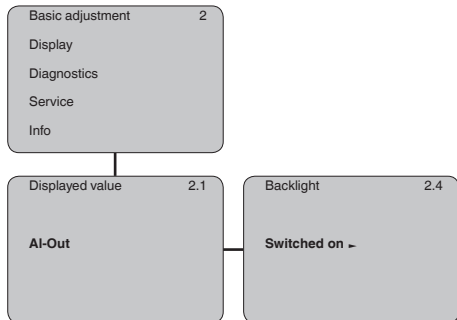 Basic adjustment 2
Display
Diagnostics
Service
Info
Displayed value 2.1
AI-Out
Backlight 2.4
Switched on ►